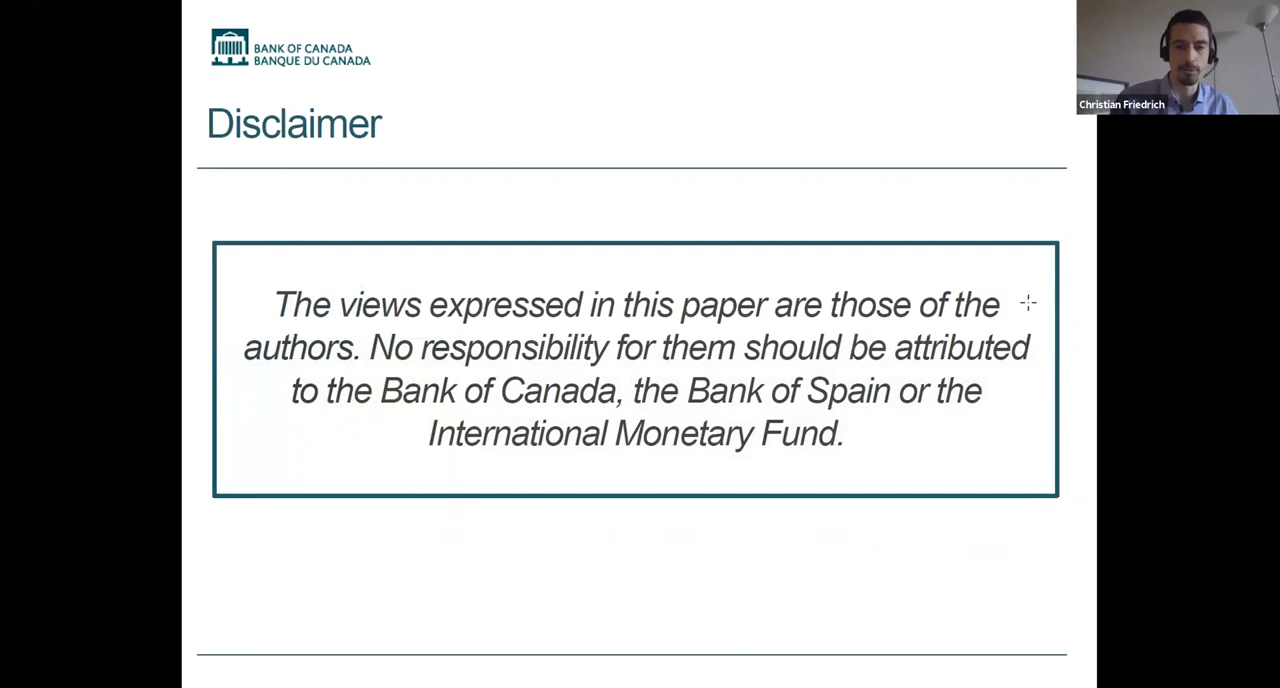 BANK OF CANADA
BANQUE DU CANADA
Christian Friedrich
Disclaimer
The views expressed in this paper are those of the
authors. No responsibility for them should be attributed
to the Bank of Canada, the Bank of Spain or the
International Monetary Fund.